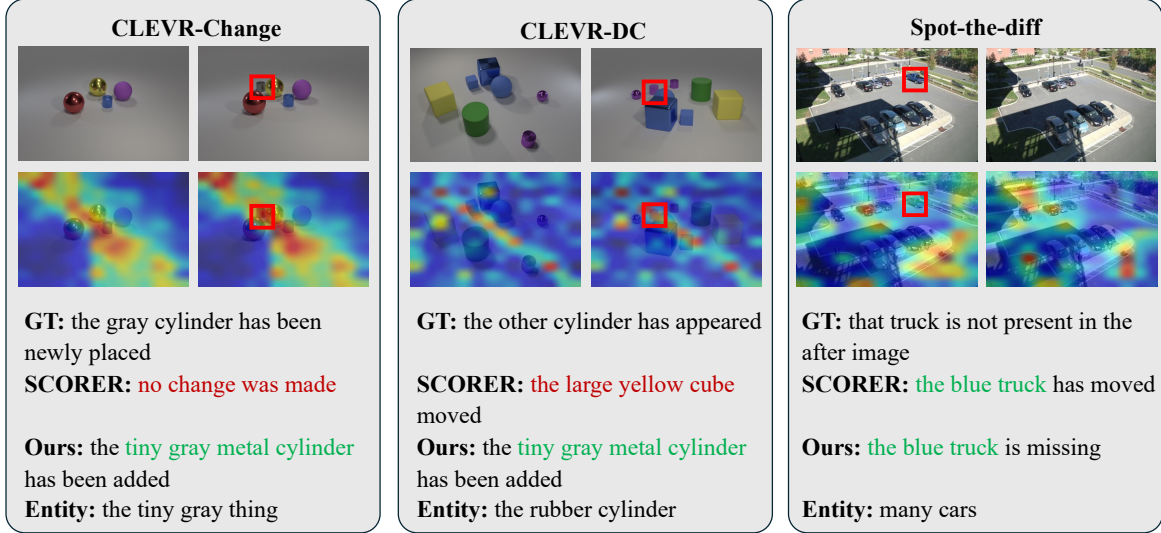 CLEVR-Change
GT: the gray cylinder has been
newly placed
SCORER: no change was made
Ours: the tiny gray metal cylinder
has been added
Entity: the tiny gray thing
CLEVR-DC
GT: the other cylinder has appeared
SCORER: the large yellow cube
moved
Ours: the tiny gray metal cylinder
has been added
Entity: the rubber cylinder
Spot-the-diff
GT: that truck is not present in the
after image
SCORER: the blue truck has moved
Ours: the blue truck is missing
Entity: many cars